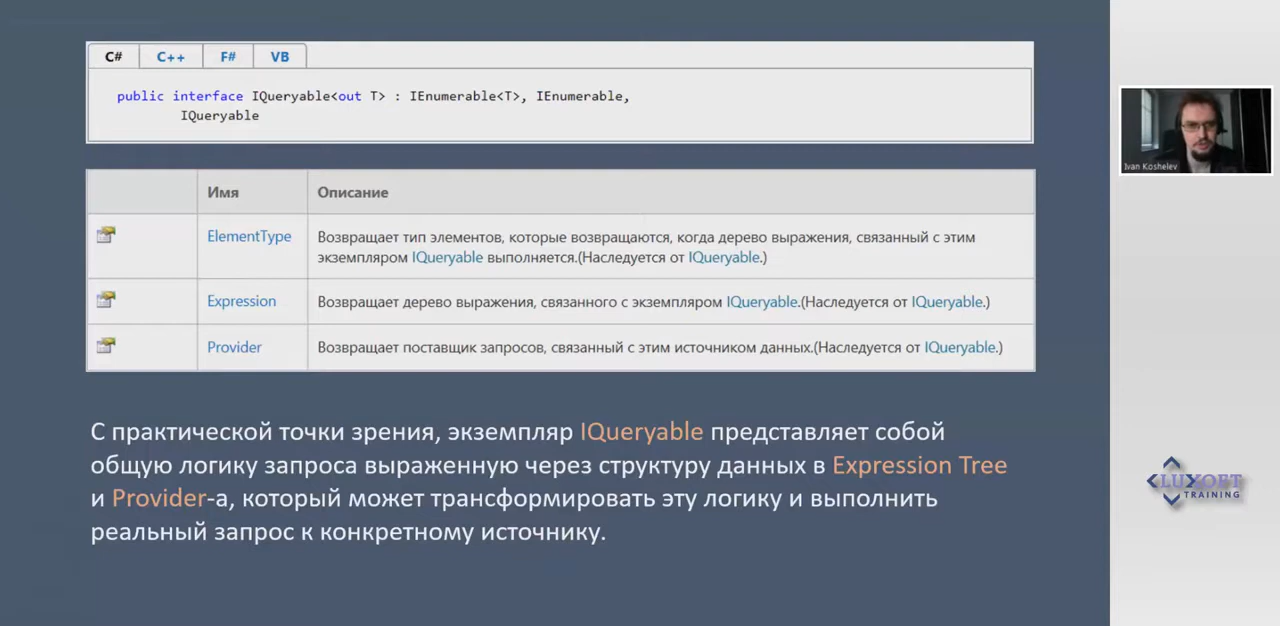 C# C++ F# VB
public interface IQueryable<out T> : IEnumerable<T>, IEnumerable,
IQueryable
Имя Описание
ElementType Возвращает тип элементов, которые возвращаются, когда дерево выражения, связанный с этим
экземпляром IQueryable выполняется.(Наследуется от IQueryable.)
Expression Возвращает дерево выражения, связанного с экземпляром IQueryable.(Наследуется от IQueryable.)
Provider Возвращает поставщик запросов, связанный с этим источником данных.(Наследуется от IQueryable.)
С практической точки зрения, экземпляр IQueryable представляет собой
общую логику запроса выраженную через структуру данных в Expression Tree
и Provider-а, который может трансформировать эту логику и выполнить
реальный запрос к конкретному источнику.
Ivan Koshelev
LUXOFT
TRAINING